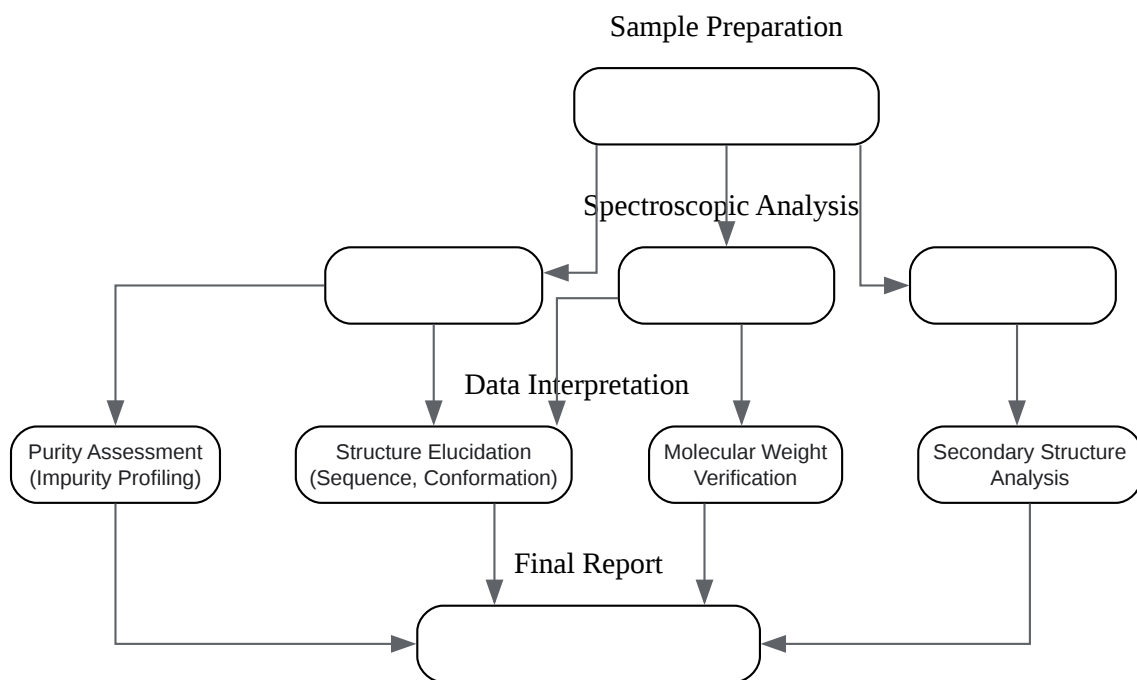 Sample Preparation
Spectroscopic Analysis
Data Interpretation
Purity Assessment
(Impurity Profiling)
Structure Elucidation
(Sequence, Conformation)
Molecular Weight
Verification
Secondary Structure
Analysis
Final Report